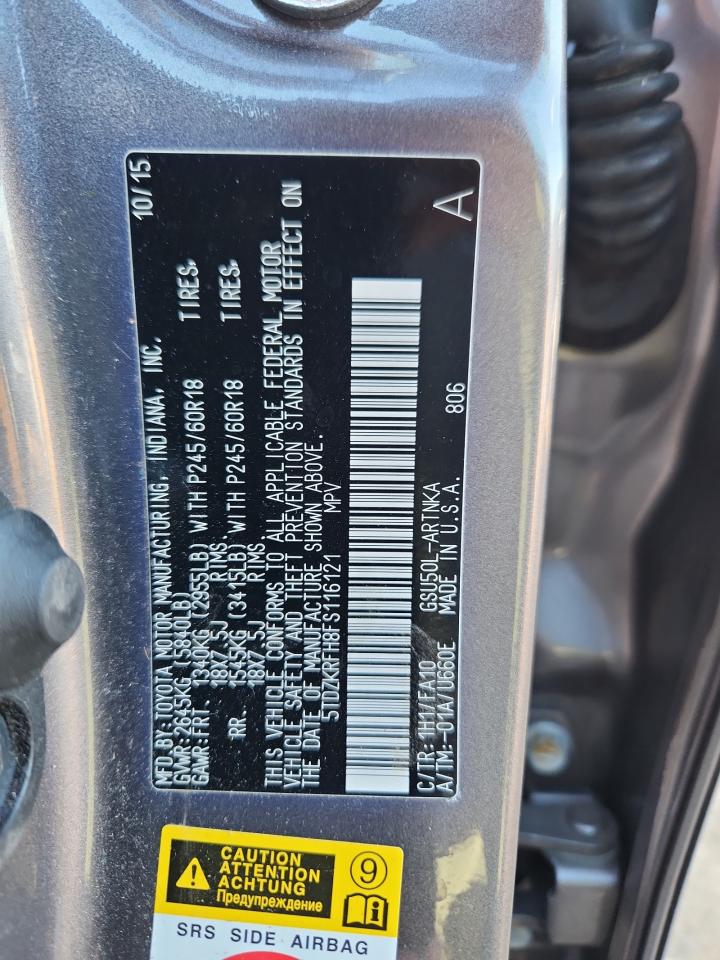 MFD.BY:TOYOTA MOTOR MANUFACTURING, INDIANA, INC. 10/15
GVWR:2645KG (5840LB)
GAWR:FRT. 1340KG (2955LB) WITH P245/60R18 TIRES,
18X7.5J RIMS.
RR. 1545KG (3415LB) WITH P245/60R18 TIRES,
18X7.5J RIMS.
THIS VEHICLE CONFORMS TO ALL APPLICABLE FEDERAL MOTOR
VEHICLE SAFETY AND THEFT PREVENTION STANDARDS IN EFFECT ON
THE DATE OF MANUFACTURE SHOWN ABOVE.
5TDZKRFH8FS116121 MPV
A
C/TR:1H1/EA10 GSU50L-ARTNKA
A/TM:-01A/U660E MADE IN U.S.A. 806
CAUTION
ATTENTION
ACHTUNG
Предупреждение
9
SRS SIDE AIRBAG